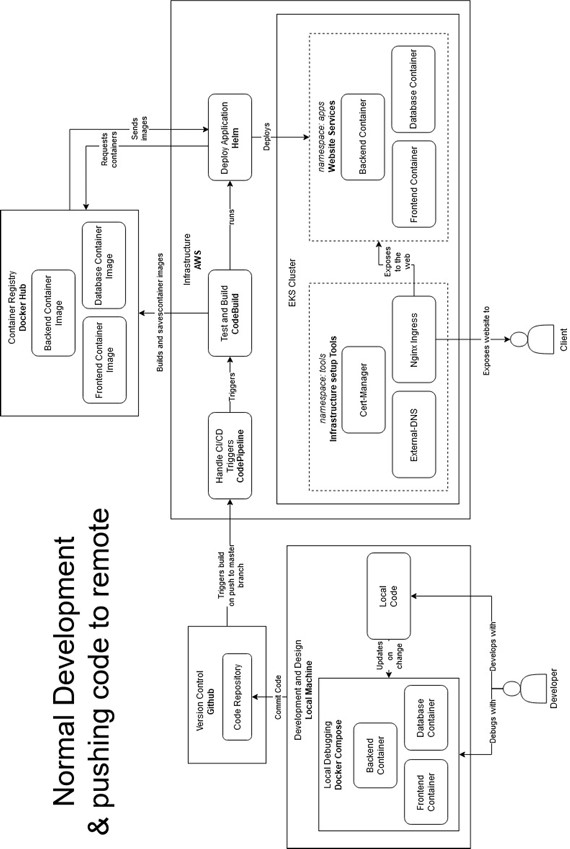 Normal Development
& pushing code to remote
Container Registry
Docker Hub
Backend Container
Image
Frontend Container
Image
Database Container
Image
Requests
containers
Sends
images
Builds and savescontainer images
Infrastructure
AWS
Version Control
Github
Code Repository
Triggers build
on push to master
branch
Handle CI/CD
Triggers
CodePipeline
Triggers
Test and Build
CodeBuild
runs
Deploy Application
Helm
Deploys
Commit Code
Development and Design
Local Machine
Local Debugging
Docker Compose
Backend
Container
Frontend
Container
Database
Container
Updates
on
change
Local
Code
EKS Cluster
namespace: tools
Infrastructure setup Tools
Cert-Manager
External-DNS
Nginx Ingress
Exposes
to the
web
namespace: apps
Website Services
Backend Container
Frontend Container
Database Container
Debugs with
Develops with
Developer
Exposes website to
Client